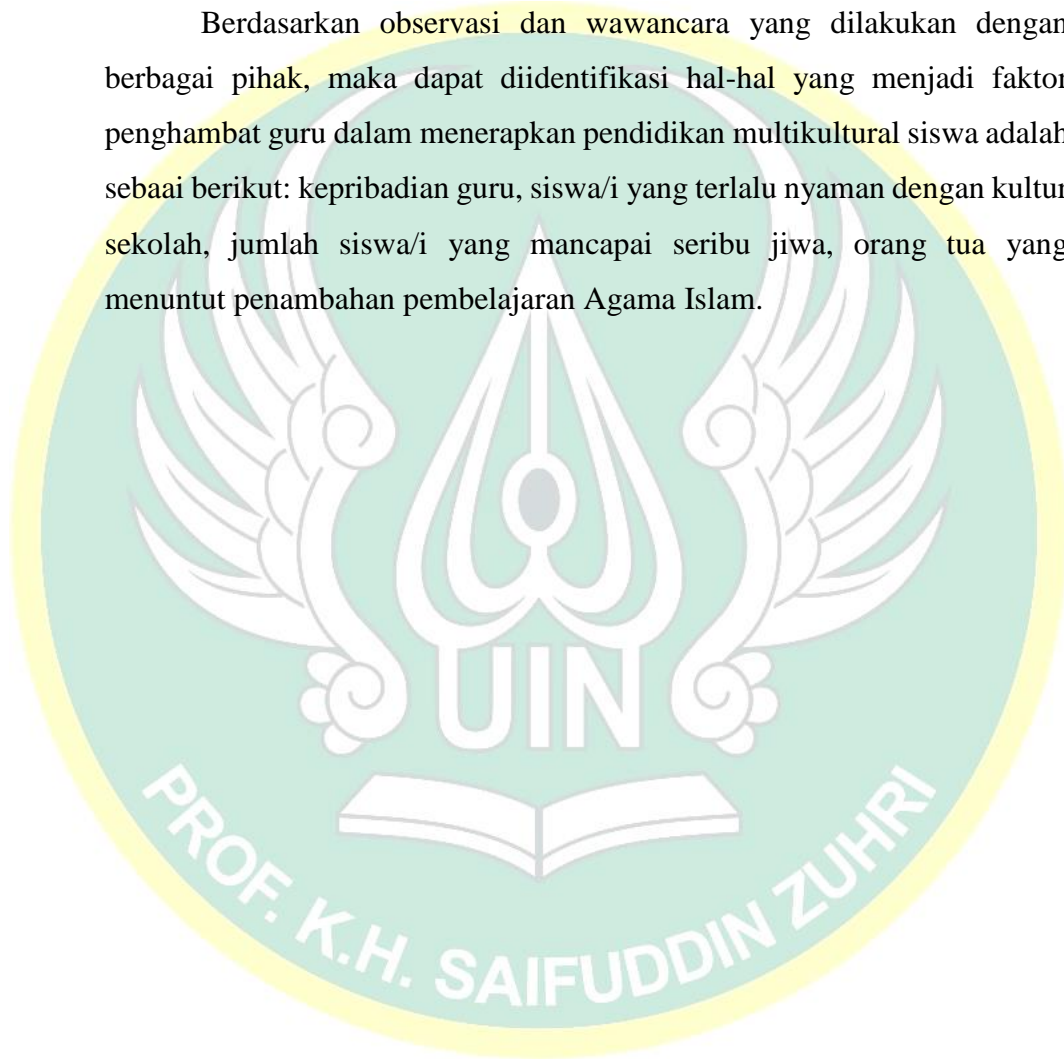 Berdasarkan observasi dan wawancara yang dilakukan dengan
berbagai pihak, maka dapat diidentifikasi hal-hal yang menjadi faktor
penghambat guru dalam menerapkan pendidikan multikultural siswa adalah
sebaai berikut: kepribadian guru, siswa/i yang terlalu nyaman dengan kultur
sekolah, jumlah siswa/i yang mancapai seribu jiwa, orang tua yang
menuntut penambahan pembelajaran Agama Islam.
UIN
PROF. K.H. SAIFUDDIN ZUHRI